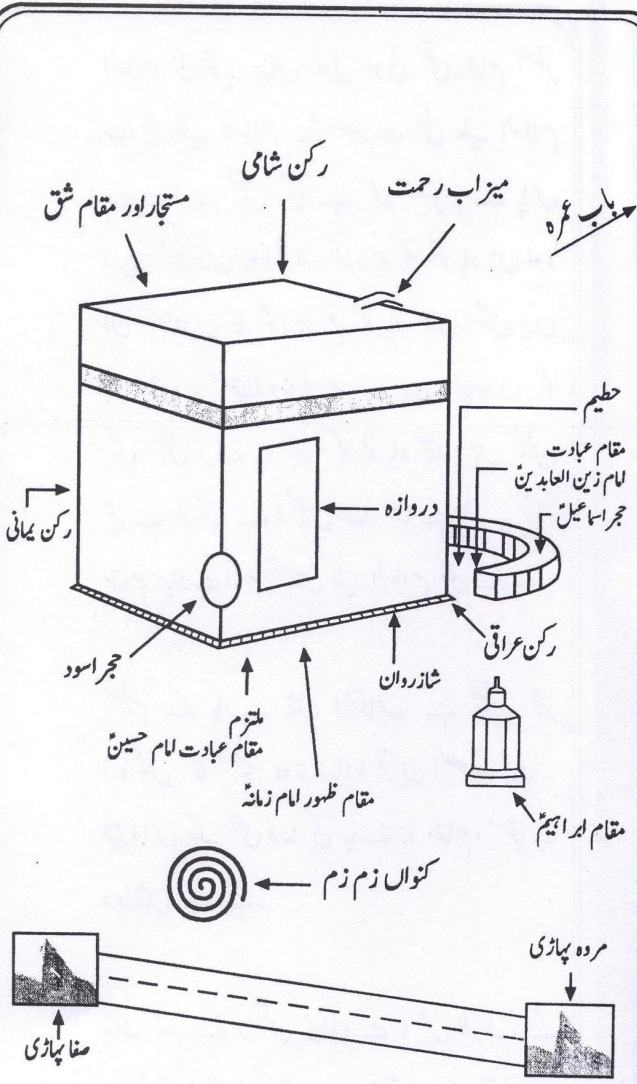 رکن شامی
میزاب رحمت
مستجار اور مقام شق
باب عمرہ
حطیم
مقام عبادت
امام زین العابدینؑ
حجر اسماعیلؑ
دروازہ
رکن یمانی
رکن عراقی
حجر اسود
شازروان
ملتزم
مقام عبادت امام حسینؑ
مقام ظہور امام زمانہؑ
مقام ابراہیمؑ
کنواں زم زم
مروہ پہاڑی
صفا پہاڑی